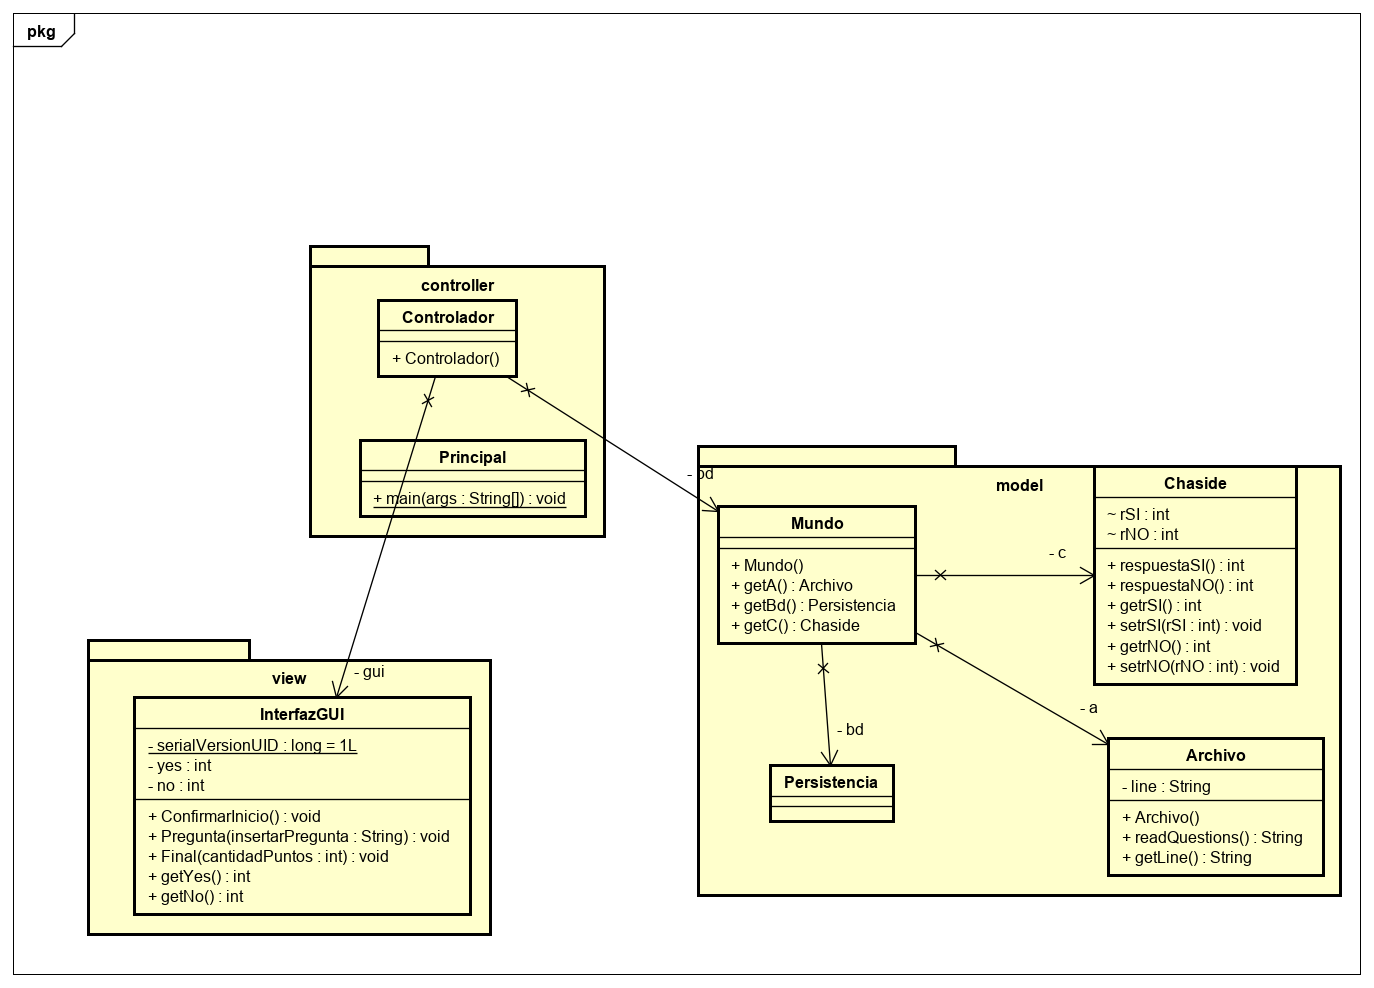 pkg
controller
Controlador
+ Controlador()
Principal
+ main(args : String[]) : void
- bd
- gui
view
InterfazGUI
- serialVersionUID : long = 1L
- yes : int
- no : int
+ ConfirmarInicio() : void
+ Pregunta(insertarPregunta : String) : void
+ Final(cantidadPuntos : int) : void
+ getYes() : int
+ getNo() : int
model
Mundo
+ Mundo()
+ getA() : Archivo
+ getBd() : Persistencia
+ getC() : Chaside
- c
Chaside
~ rSI : int
~ rNO : int
+ respuestaSI() : int
+ respuestaNO() : int
+ getrSI() : int
+ setrSI(rSI : int) : void
+ getrNO() : int
+ setrNO(rNO : int) : void
- bd
Persistencia
- a
Archivo
- line : String
+ Archivo()
+ readQuestions() : String
+ getLine() : String